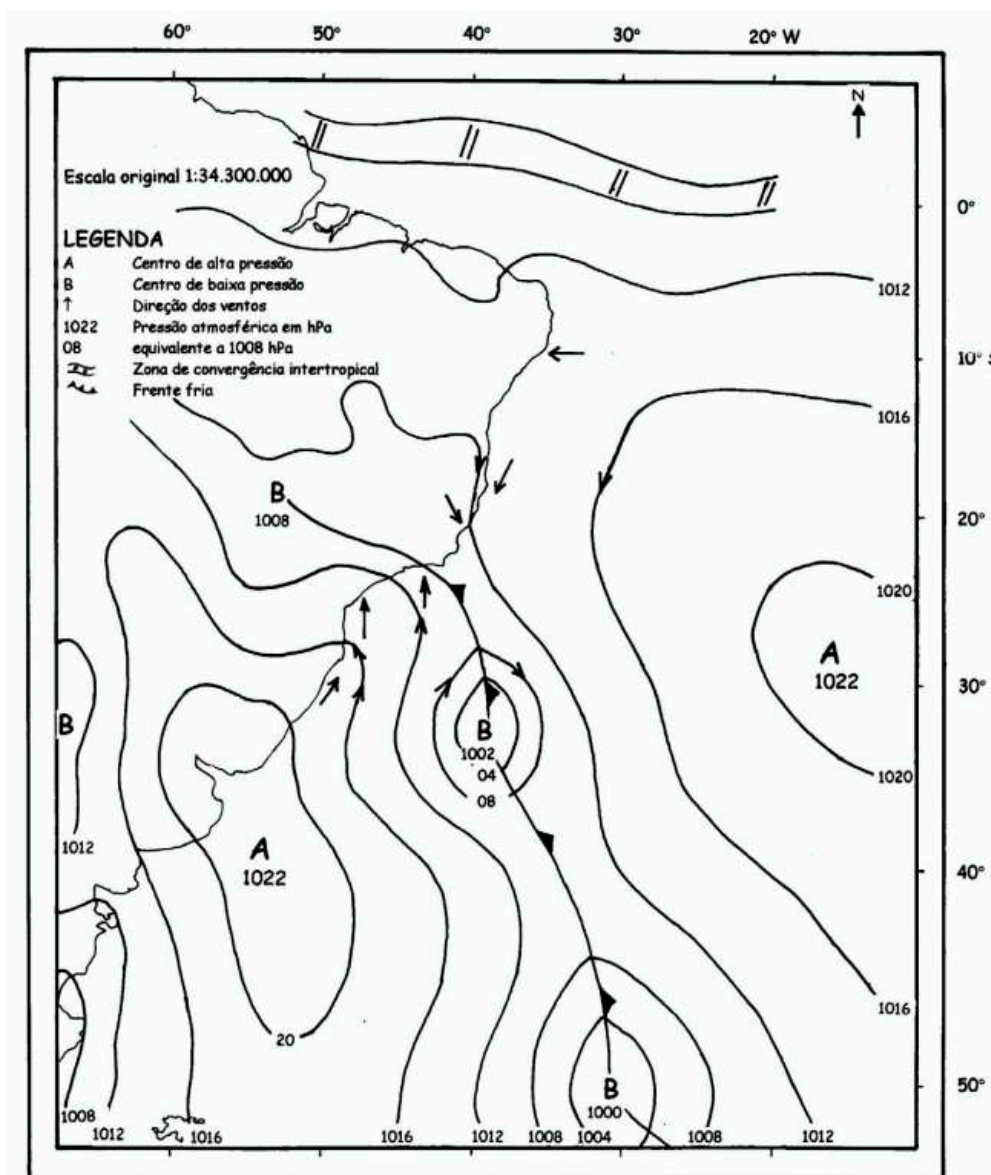 60° 50° 40° 30° 20° W
N
Escala original 1:34.300.000
0°
LEGENDA
A Centro de alta pressão
B Centro de baixa pressão
↑ Direção dos ventos
1022 Pressão atmosférica em hPa
08 equivalente a 1008 hPa
Zona de convergência intertropical
Frente fria
1012
10° S
1016
B
1008
20°
1020
A
1022
30°
B
B
1002
04
08
1020
1012
A
1022
40°
1016
20
50°
B
1000
1008
1012 1016 1016 1012 1008 1004 1008 1012